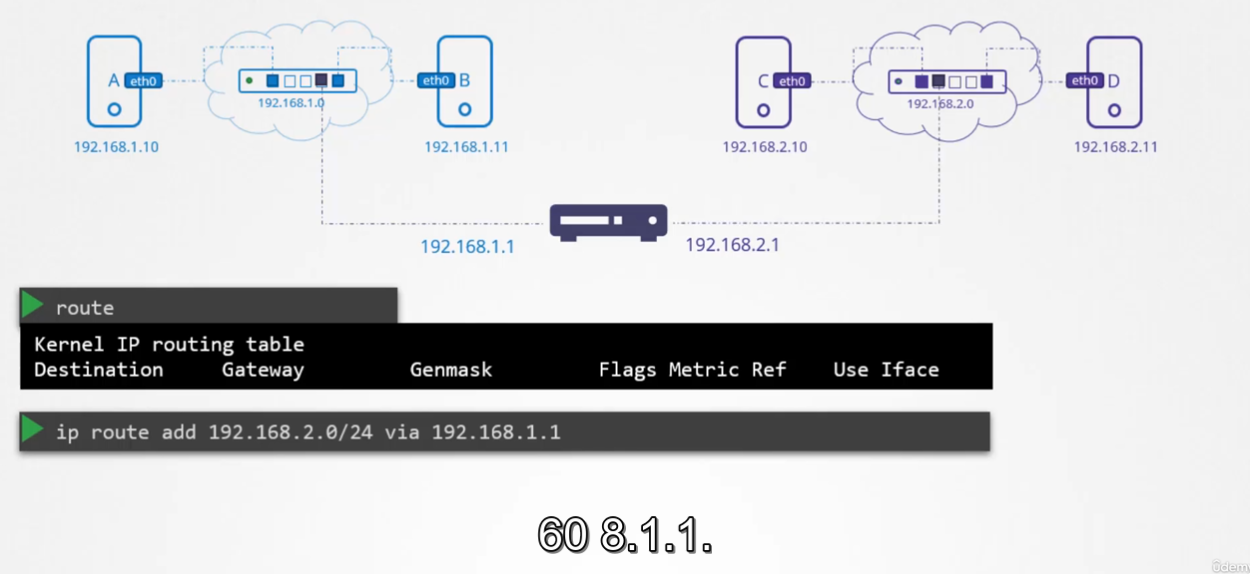 A eth0
192.168.1.0
eth0 B
C eth0
192.168.2.0
eth0 D
192.168.1.10
192.168.1.11
192.168.2.10
192.168.2.11
192.168.1.1
192.168.2.1
route
Kernel IP routing table
Destination Gateway Genmask Flags Metric Ref Use Iface
ip route add 192.168.2.0/24 via 192.168.1.1
60 8.1.1.
ûdemy